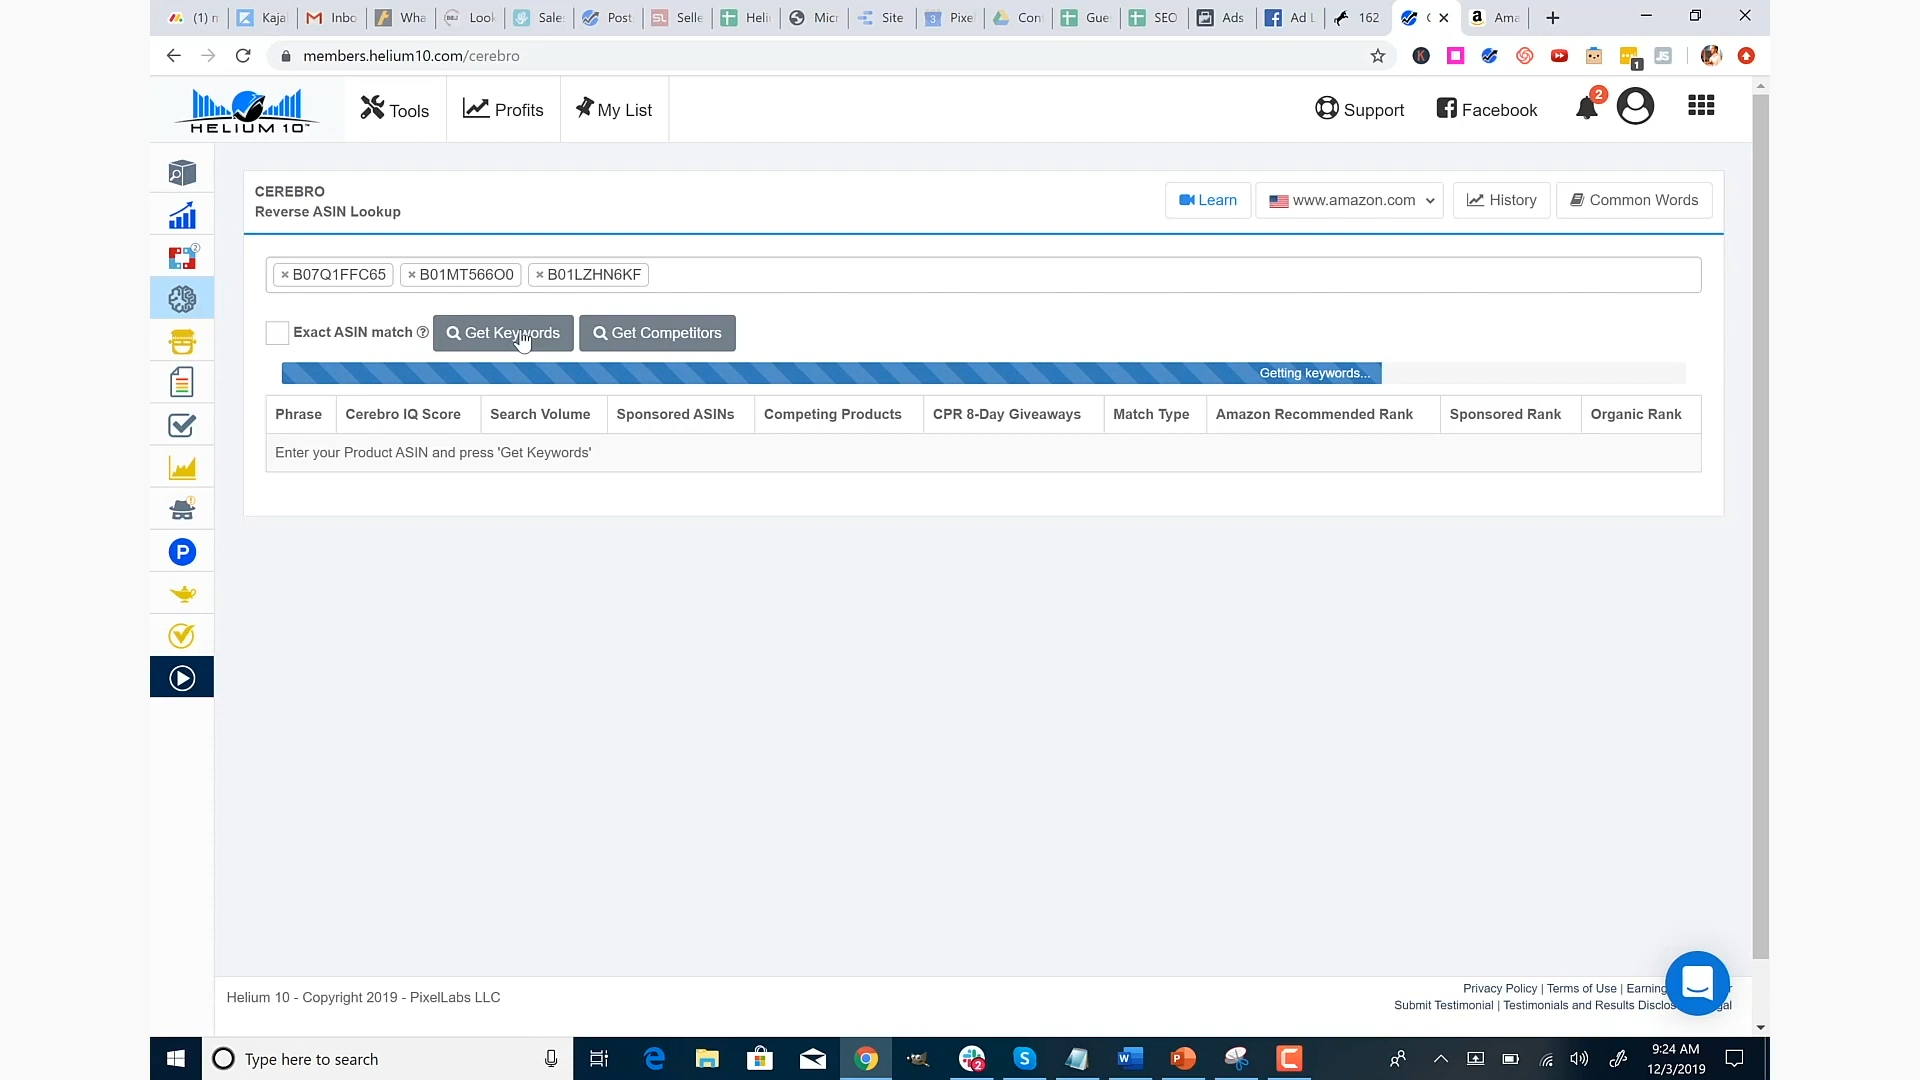 (1) n
Kaja
Inbo
Wha
Look
Sale
Post
Selle
Heli
Micr
Site
Pixe
Con
Gue
SEO
Ads
Ad L
162
Ama
members.helium10.com/cerebro
1
HELIUM 10™
Tools
Profits
My List
Support
Facebook
2
CEREBRO
Reverse ASIN Lookup
Learn
www.amazon.com
History
Common Words
× B07Q1FFC65 × B01MT566O0 × B01LZHN6KF
Exact ASIN match ?
Get Keywords
Get Competitors
Getting keywords...
Phrase Cerebro IQ Score Search Volume Sponsored ASINs Competing Products CPR 8-Day Giveaways Match Type Amazon Recommended Rank Sponsored Rank Organic Rank
Enter your Product ASIN and press 'Get Keywords'
Helium 10 - Copyright 2019 - PixelLabs LLC
Privacy Policy | Terms of Use | Earning
Submit Testimonial | Testimonials and Results Disclos
Type here to search
9:24 AM
12/3/2019